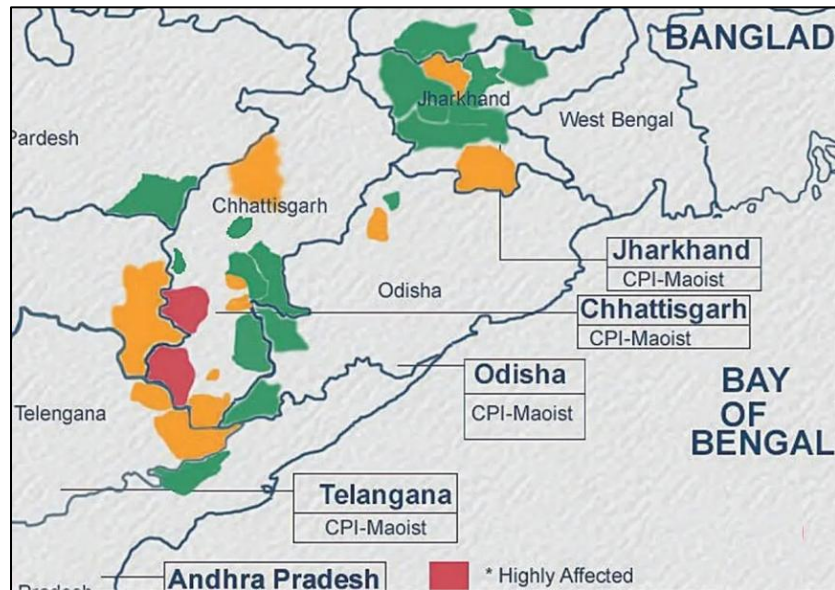 BANGLAD
Jharkhand
West Bengal
Pardesh
Chhattisgarh
Jharkhand
CPI-Maoist
Odisha
Chhattisgarh
CPI-Maoist
Odisha
CPI-Maoist
BAY
OF
BENGAL
Telengana
Telangana
CPI-Maoist
Andhra Pradesh
* Highly Affected
Pradesh